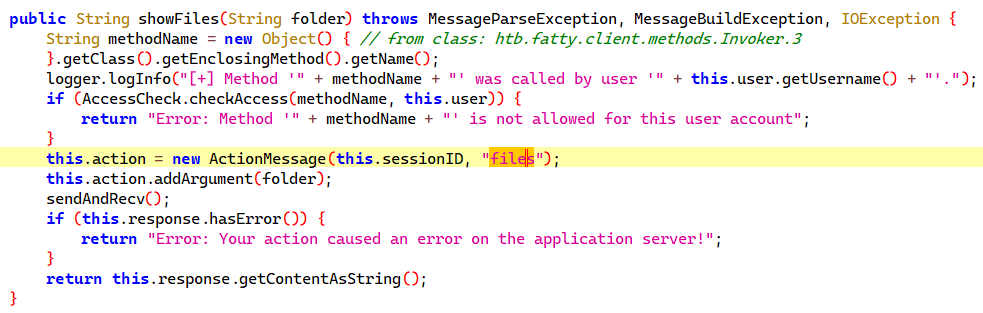 public String showFiles(String folder) throws MessageParseException, MessageBuildException, IOException {
    String methodName = new Object() { // from class: htb.fatty.client.methods.Invoker.3
    }.getClass().getEnclosingMethod().getName();
    logger.logInfo("[+] Method '" + methodName + "' was called by user '" + this.user.getUsername() + "'.");
    if (AccessCheck.checkAccess(methodName, this.user)) {
        return "Error: Method '" + methodName + "' is not allowed for this user account";
    }
    this.action = new ActionMessage(this.sessionID, "files");
    this.action.addArgument(folder);
    sendAndRecv();
    if (this.response.hasError()) {
        return "Error: Your action caused an error on the application server!";
    }
    return this.response.getContentAsString();
}